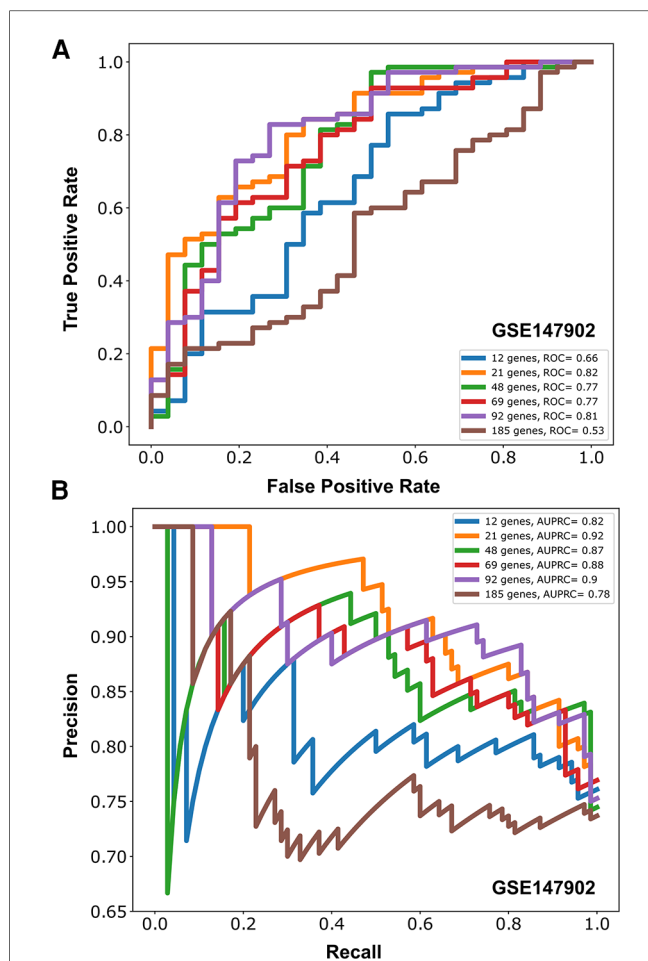 A
True Positive Rate
1.0
0.8
0.6
0.4
0.2
0.0
GSE147902
12 genes, ROC= 0.66
21 genes, ROC= 0.82
48 genes, ROC= 0.77
69 genes, ROC= 0.77
92 genes, ROC= 0.81
185 genes, ROC= 0.53
0.0 0.2 0.4 0.6 0.8 1.0
False Positive Rate
B
Precision
1.00
0.95
0.90
0.85
0.80
0.75
0.70
0.65
12 genes, AUPRC= 0.82
21 genes, AUPRC= 0.92
48 genes, AUPRC= 0.87
69 genes, AUPRC= 0.88
92 genes, AUPRC= 0.9
185 genes, AUPRC= 0.78
GSE147902
0.0 0.2 0.4 0.6 0.8 1.0
Recall